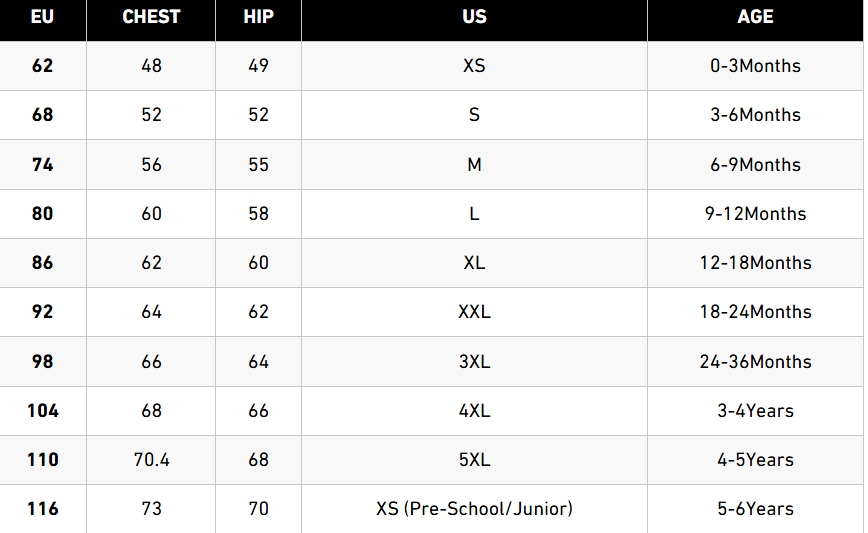 EU CHEST HIP US AGE
62 48 49 XS 0-3Months
68 52 52 S 3-6Months
74 56 55 M 6-9Months
80 60 58 L 9-12Months
86 62 60 XL 12-18Months
92 64 62 XXL 18-24Months
98 66 64 3XL 24-36Months
104 68 66 4XL 3-4Years
110 70.4 68 5XL 4-5Years
116 73 70 XS (Pre-School/Junior) 5-6Years